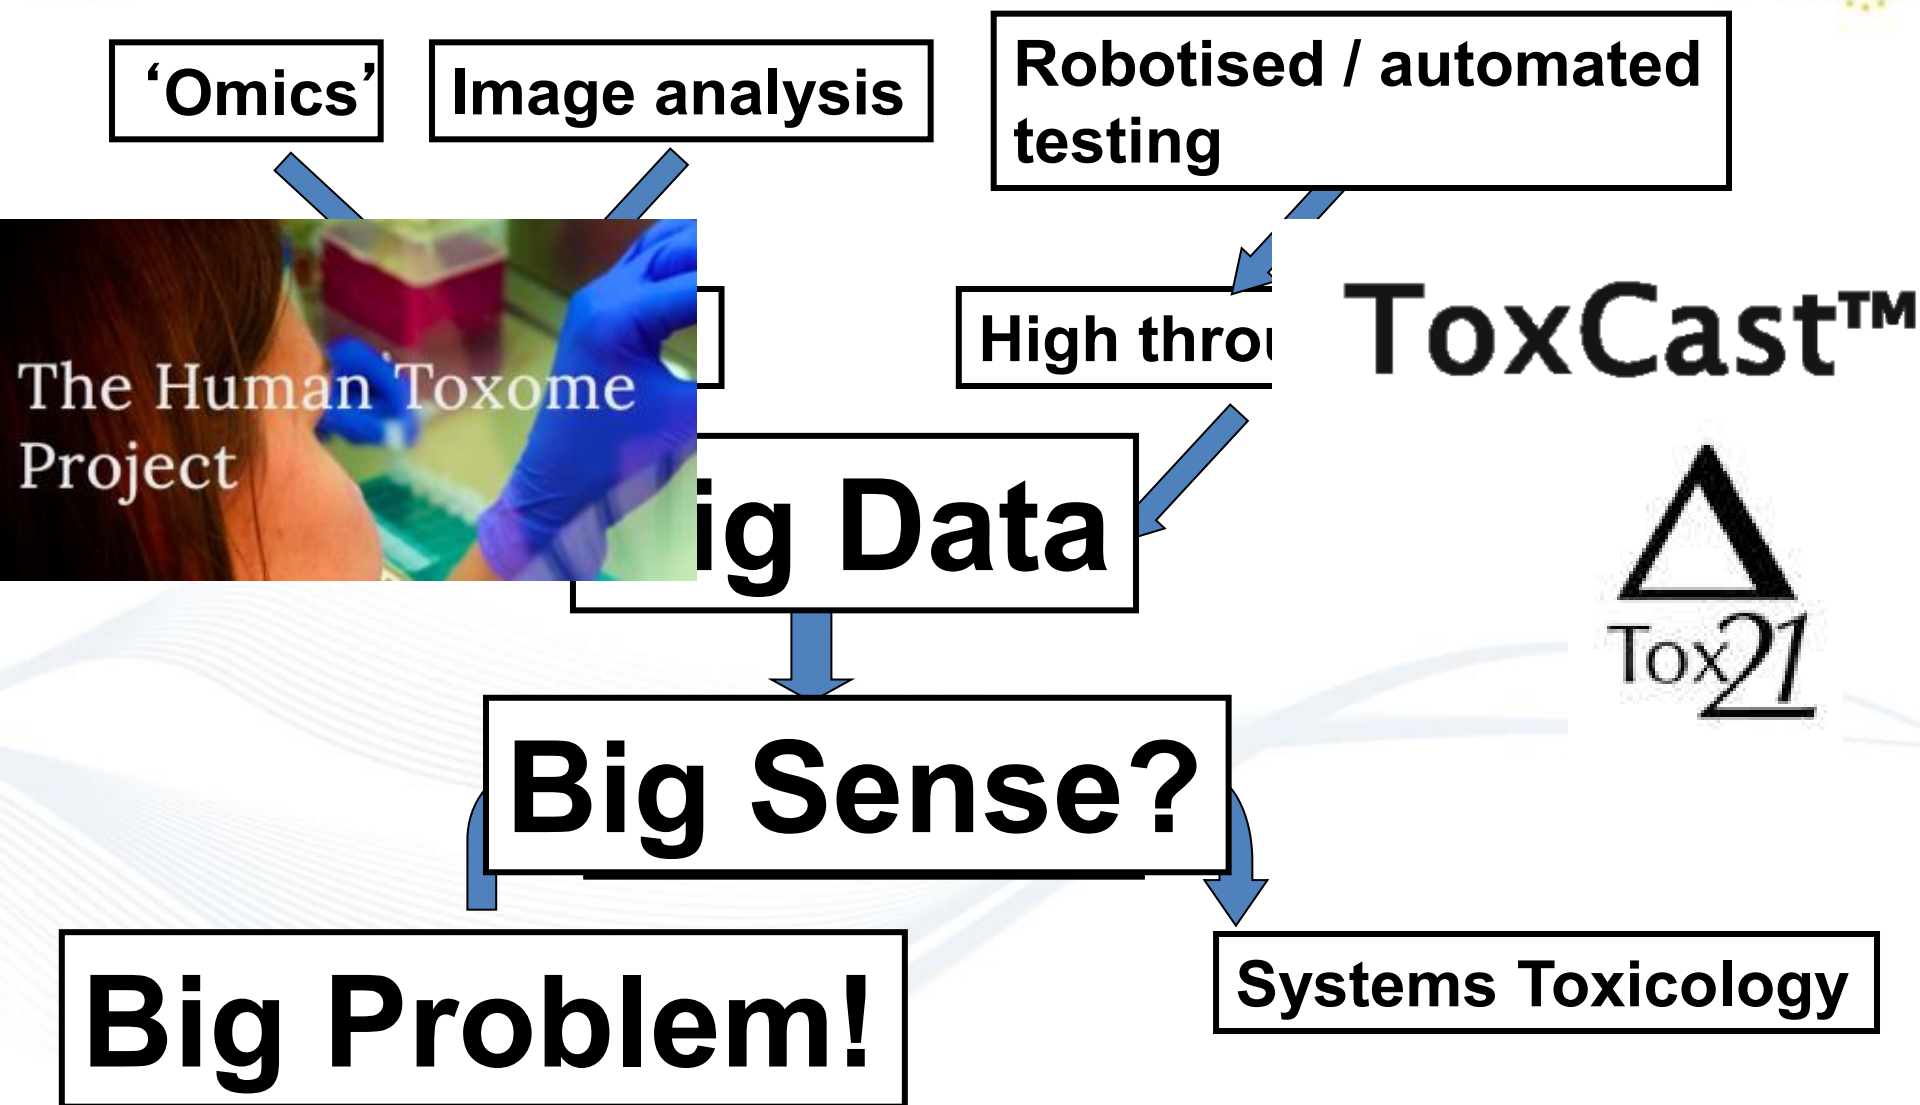 ‘Omics’
Image analysis
Robotised / automated
testing
The Human Toxome
Project
High throu
ToxCast™
ig Data
Tox21
Big Sense?
Big Problem!
Systems Toxicology